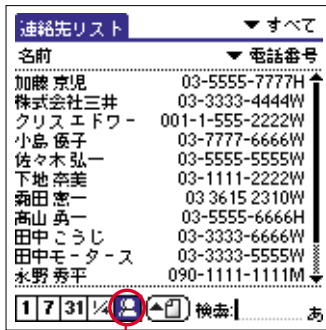 連絡先リスト ▼ すべて
名前 ▼ 電話番号
加藤 京児 03-5555-7777H
株式会社三井 03-3333-4444W
クリス エドワー 001-1-555-2222W
小島 優子 03-7777-6666W
佐々木 弘一 03-5555-5555W
下地 奈美 03-1111-2222W
桑田 恵一 03 3615 2310W
高山 勇一 03-5555-6666H
田中 こうじ 03-3333-6666W
田中モータース 03-3333-5555W
水野 秀平 090-1111-1111M
1 7 31 検索: あ